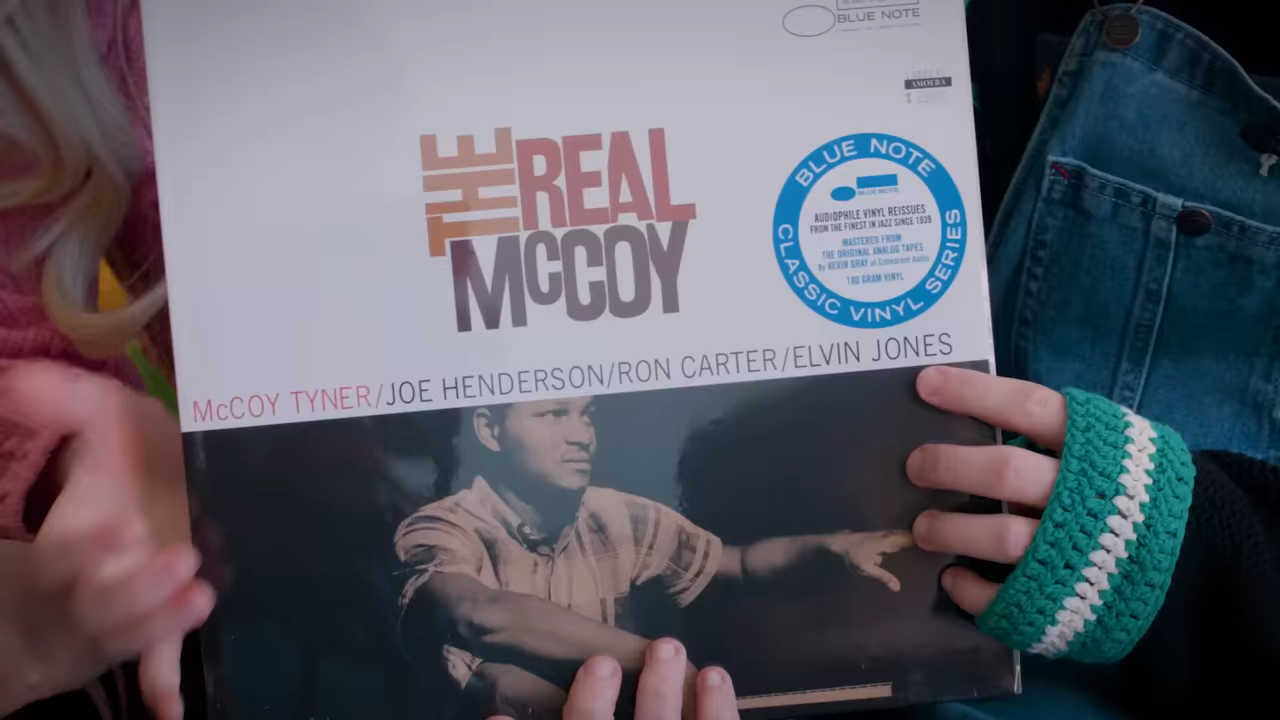 BLUE NOTE
AMOEBA
THE REAL
McCOY
BLUE NOTE
BLUE NOTE
AUDIOPHILE VINYL REISSUES
FROM THE FINEST IN JAZZ SINCE 1939
MASTERED FROM
THE ORIGINAL ANALOG TAPES
By KEVIN GRAY at Cohearent Audio
180 GRAM VINYL
CLASSIC VINYL SERIES
McCOY TYNER/JOE HENDERSON/RON CARTER/ELVIN JONES